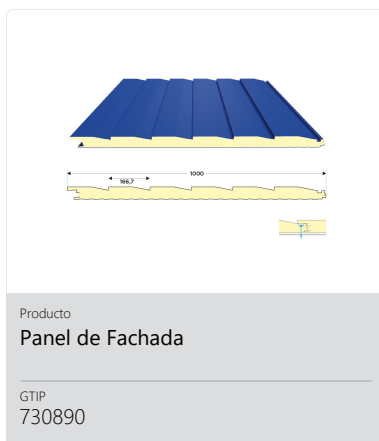 1000
166,7
Producto
Panel de Fachada
GTIP
730890